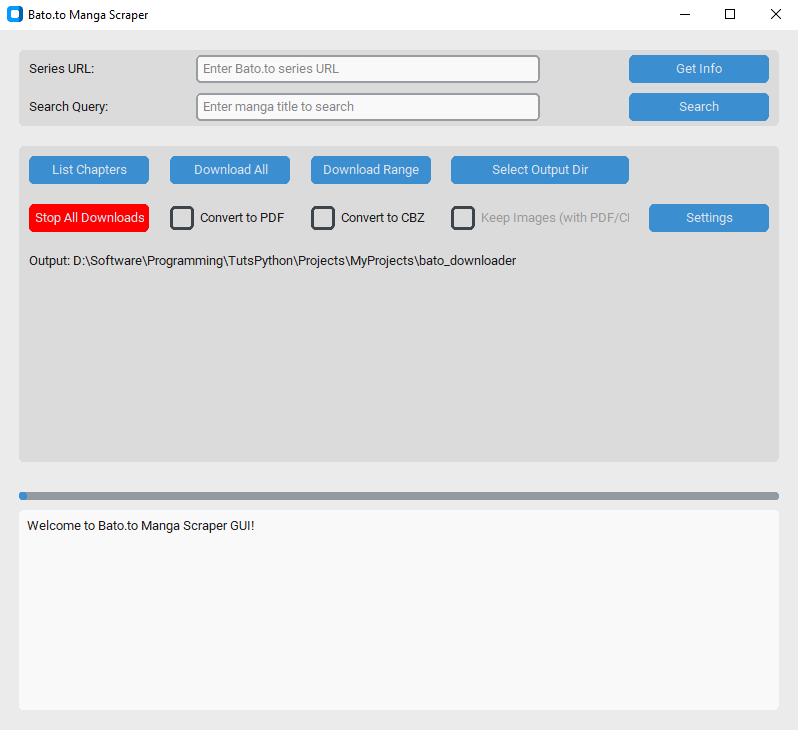 Bato.to Manga Scraper
Series URL: Enter Bato.to series URL Get Info
Search Query: Enter manga title to search Search
List Chapters Download All Download Range Select Output Dir
Stop All Downloads Convert to PDF Convert to CBZ Keep Images (with PDF/ Settings
Output: D:\Software\Programming\TutsPython\Projects\MyProjects\bato_downloader
Welcome to Bato.to Manga Scraper GUI!